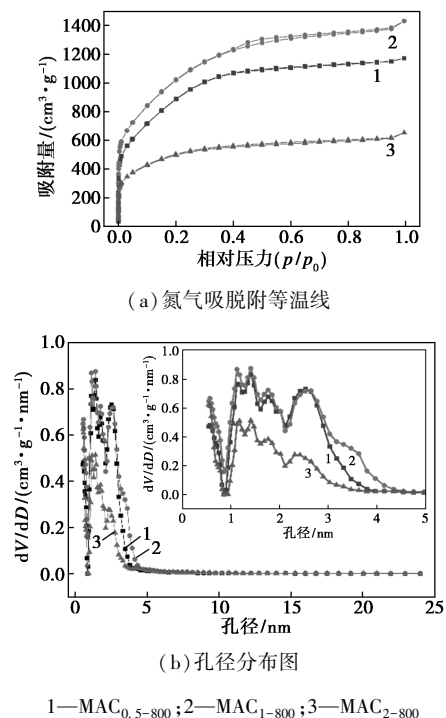 1400
1200
1000
800
600
400
200
0
吸附量/(cm³·g⁻¹)
2
1
3
0.0 0.2 0.4 0.6 0.8 1.0
相对压力(p/p₀)
(a)氮气吸脱附等温线
1.0
0.8
0.6
0.4
0.2
0.0
dV/dD/(cm³·g⁻¹·nm⁻¹)
0.8
0.6
0.4
0.2
0.0
dV/dD/(cm³·g⁻¹·nm⁻¹)
1 2
3
0 1 2 3 4 5
孔径/nm
1
2
3
0 5 10 15 20 25
孔径/nm
(b)孔径分布图
1—MAC₀.₅₋₈₀₀;2—MAC₁₋₈₀₀;3—MAC₂₋₈₀₀